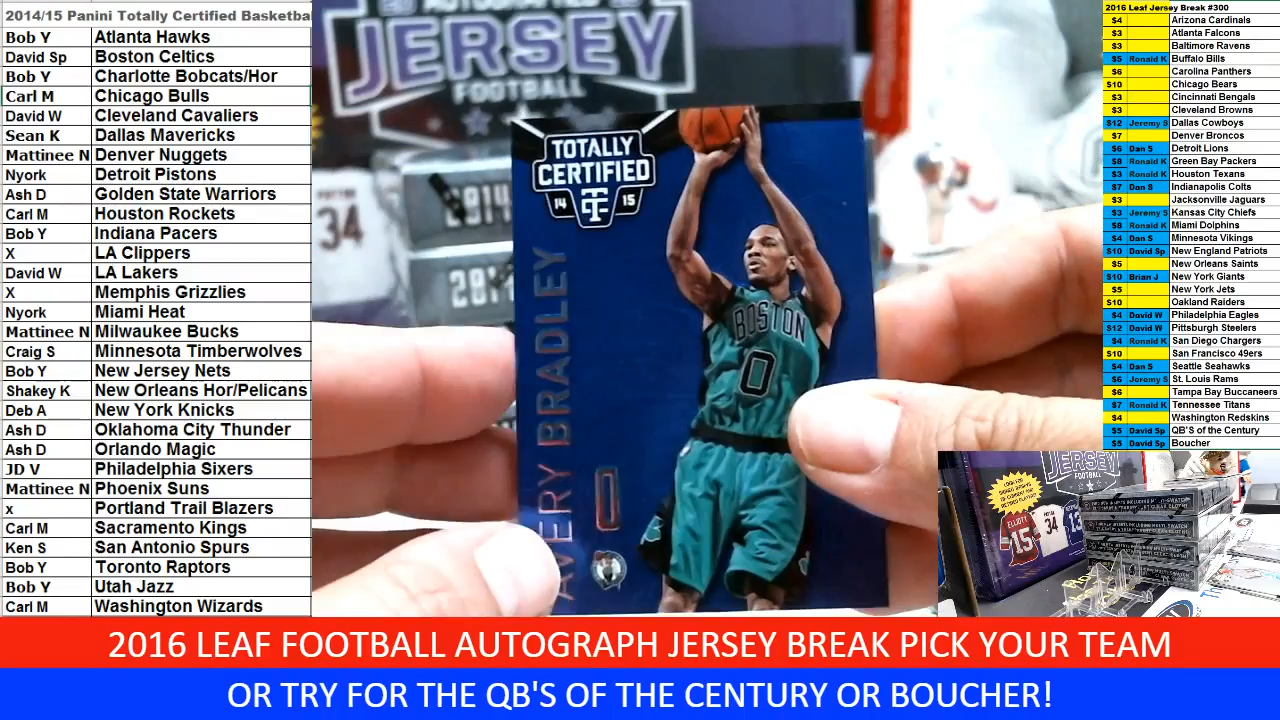 2014/15 Panini Totally Certified Basketba
Bob Y Atlanta Hawks
David Sp Boston Celtics
Bob Y Charlotte Bobcats/Hor
Carl M Chicago Bulls
David W Cleveland Cavaliers
Sean K Dallas Mavericks
Mattinee N Denver Nuggets
Nyork Detroit Pistons
Ash D Golden State Warriors
Carl M Houston Rockets
Bob Y Indiana Pacers
X LA Clippers
David W LA Lakers
X Memphis Grizzlies
Nyork Miami Heat
Mattinee N Milwaukee Bucks
Craig S Minnesota Timberwolves
Bob Y New Jersey Nets
Shakey K New Orleans Hor/Pelicans
Deb A New York Knicks
Ash D Oklahoma City Thunder
Ash D Orlando Magic
JD V Philadelphia Sixers
Mattinee N Phoenix Suns
x Portland Trail Blazers
Carl M Sacramento Kings
Ken S San Antonio Spurs
Bob Y Toronto Raptors
Bob Y Utah Jazz
Carl M Washington Wizards
JERSEY
FOOTBALL
34
TOTALLY
CERTIFIED
14 TC 15
AVERY BRADLEY
0
BOSTON
0
2016 Leaf Jersey Break #300
$4 Arizona Cardinals
$3 Atlanta Falcons
$3 Baltimore Ravens
$5 Ronald K Buffalo Bills
$6 Carolina Panthers
$10 Chicago Bears
$3 Cincinnati Bengals
$3 Cleveland Browns
$12 Jeremy S Dallas Cowboys
$7 Denver Broncos
$6 Dan S Detroit Lions
$8 Ronald K Green Bay Packers
$3 Ronald K Houston Texans
$7 Dan S Indianapolis Colts
$3 Jacksonville Jaguars
$3 Jeremy S Kansas City Chiefs
$8 Ronald K Miami Dolphins
$4 Dan S Minnesota Vikings
$10 David Sp New England Patriots
$5 New Orleans Saints
$10 Brian J New York Giants
$5 New York Jets
$10 Oakland Raiders
$4 David W Philadelphia Eagles
$12 David W Pittsburgh Steelers
$4 Ronald K San Diego Chargers
$10 San Francisco 49ers
$4 Dan S Seattle Seahawks
$6 Jeremy S St. Louis Rams
$6 Tampa Bay Buccaneers
$7 Ronald K Tennessee Titans
$4 Washington Redskins
$5 David Sp QB'S of the Century
$5 David Sp Boucher
JERSEY
FOOTBALL
ELLIOTT
15
34
13
2016 LEAF FOOTBALL AUTOGRAPH JERSEY BREAK PICK YOUR TEAM
OR TRY FOR THE QB'S OF THE CENTURY OR BOUCHER!